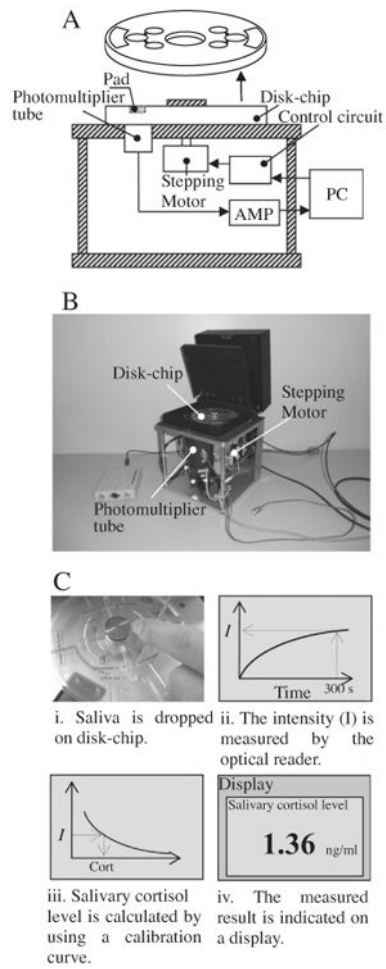 A
Pad
Photomultiplier
tube
Disk-chip
Control circuit
Stepping
Motor
PC
AMP
B
Disk-chip
Stepping
Motor
Photomultiplier
tube
C
I
Time
300 s
i. Saliva is dropped
on disk-chip.
ii. The intensity (I) is
measured by the
optical reader.
I
Cort
Display
Salivary cortisol level
1.36 ng/ml
iii. Salivary cortisol
level is calculated by
using a calibration
curve.
iv. The measured
result is indicated on
a display.